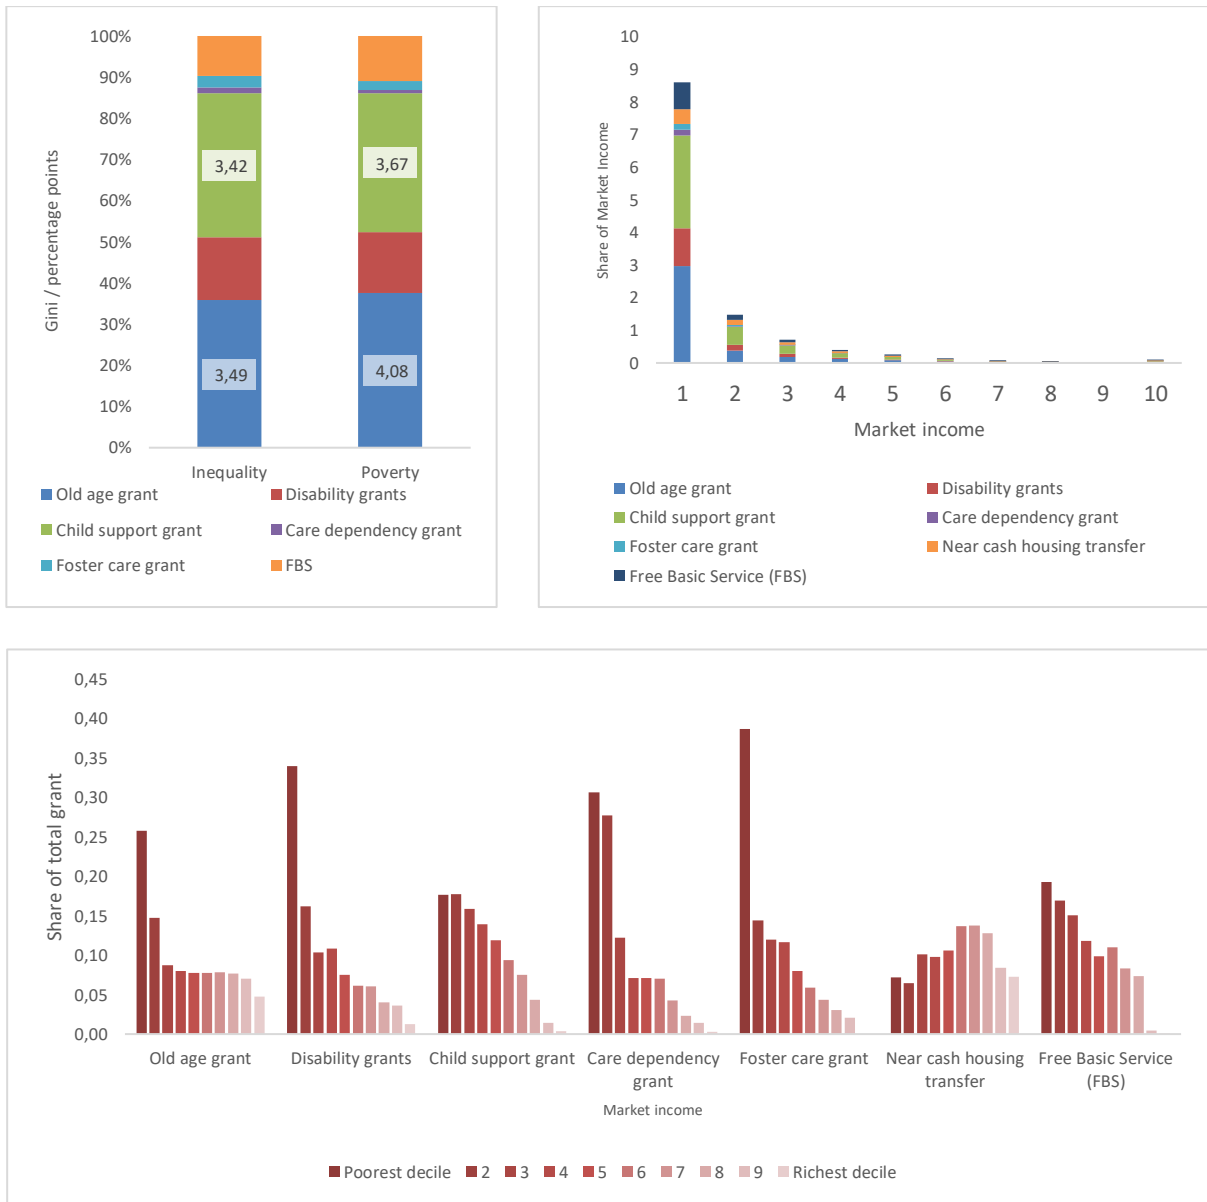 100%
90%
80%
70%
60%
50%
40%
30%
20%
10%
0%
Gini / percentage points
3,42
3,67
3,49
4,08
Inequality Poverty
Old age grant Disability grants
Child support grant Care dependency grant
Foster care grant FBS
10
9
8
7
6
5
4
3
2
1
0
Share of Market Income
1 2 3 4 5 6 7 8 9 10
Market income
Old age grant Disability grants
Child support grant Care dependency grant
Foster care grant Near cash housing transfer
Free Basic Service (FBS)
0,45
0,40
0,35
0,30
0,25
0,20
0,15
0,10
0,05
0,00
Share of total grant
Old age grant Disability grants Child support grant Care dependency Foster care grant Near cash housing Free Basic Service
grant transfer (FBS)
Market income
Poorest decile 2 3 4 5 6 7 8 9 Richest decile